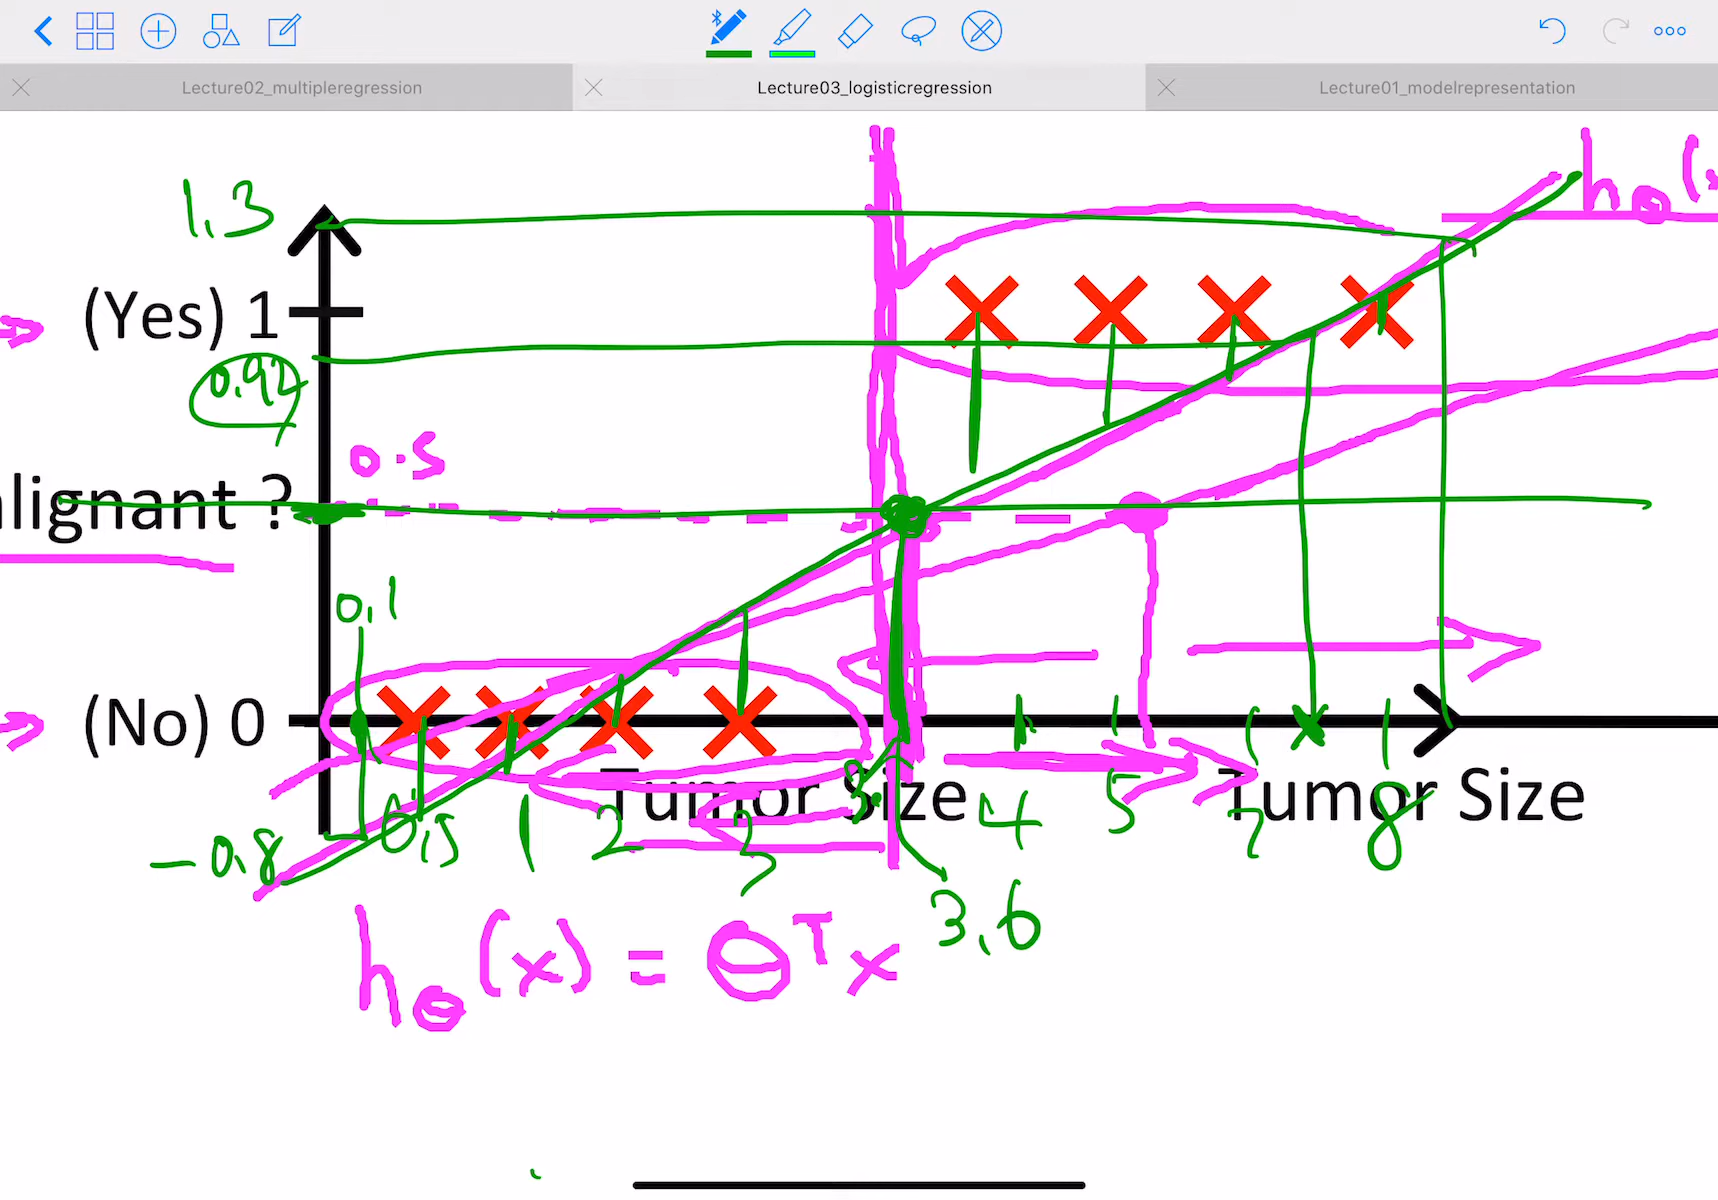 Lecture02_multipleregression
Lecture03_logisticregression
Lecture01_modelrepresentation
1.3
hθ(x
(Yes) 1
0.92
0.5
lignant ?
0.1
(No) 0
Tumor Size
Tumor Size
-0.8
0.5 1 2 3 4 5 7 8
3.6
hθ(x) = θᵀx